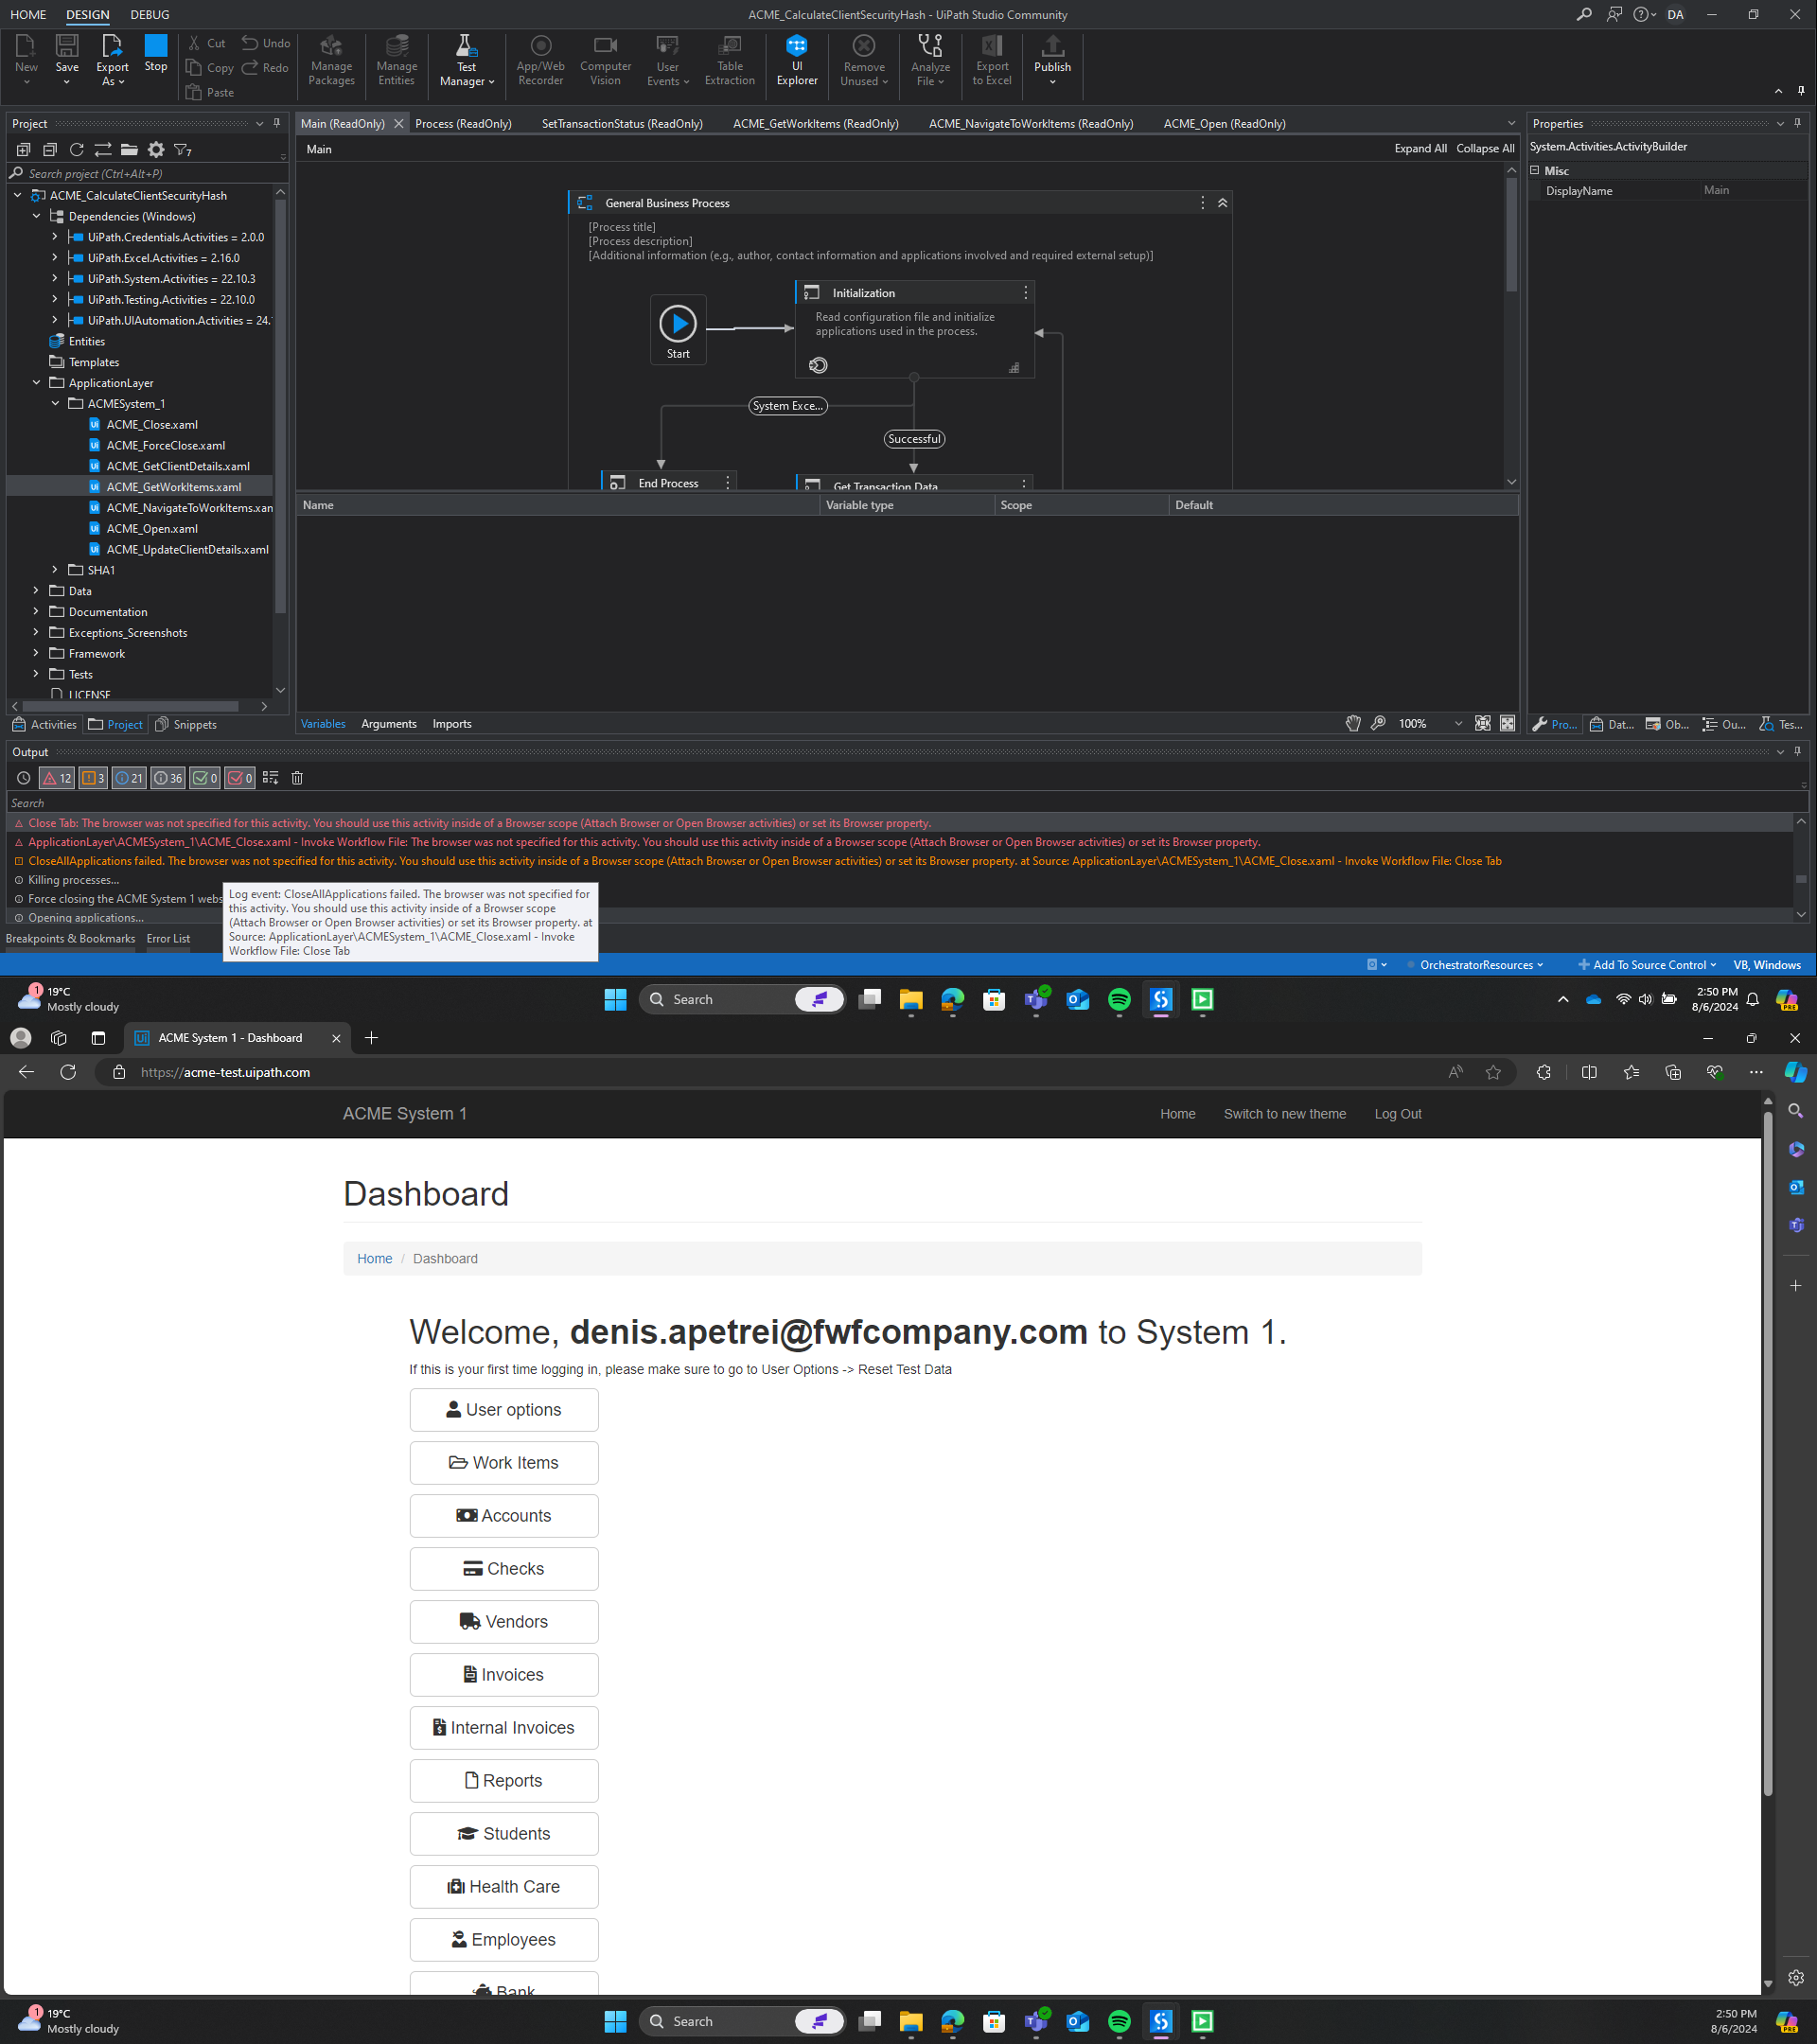 HOME DESIGN DEBUG
ACME_CalculateClientSecurityHash - UiPath Studio Community
DA
New Save Export As Stop
Cut Undo
Copy Redo
Paste
Manage Packages
Manage Entities
Test Manager
App/Web Recorder
Computer Vision
User Events
Table Extraction
UI Explorer
Remove Unused
Analyze File
Export to Excel
Publish
Project
Search project (Ctrl+Alt+P)
ACME_CalculateClientSecurityHash
Dependencies (Windows)
UiPath.Credentials.Activities = 2.0.0
UiPath.Excel.Activities = 2.16.0
UiPath.System.Activities = 22.10.3
UiPath.Testing.Activities = 22.10.0
UiPath.UIAutomation.Activities = 24.
Entities
Templates
ApplicationLayer
ACMESystem_1
ACME_Close.xaml
ACME_ForceClose.xaml
ACME_GetClientDetails.xaml
ACME_GetWorkItems.xaml
ACME_NavigateToWorkItems.xam
ACME_Open.xaml
ACME_UpdateClientDetails.xaml
SHA1
Data
Documentation
Exceptions_Screenshots
Framework
Tests
LICENSE
Activities Project Snippets
Main (ReadOnly) Process (ReadOnly) SetTransactionStatus (ReadOnly) ACME_GetWorkItems (ReadOnly) ACME_NavigateToWorkItems (ReadOnly) ACME_Open (ReadOnly)
Main
Expand All Collapse All
General Business Process
[Process title]
[Process description]
[Additional information (e.g., author, contact information and applications involved and required external setup)]
Start
Initialization
Read configuration file and initialize
applications used in the process.
System Exce...
Successful
End Process
Get Transaction Data
Name Variable type Scope Default
Variables Arguments Imports
100%
Properties
System.Activities.ActivityBuilder
Misc
DisplayName Main
Pro... Dat... Ob... Ou... Tes...
Output
12 3 21 36 0 0
Search
Close Tab: The browser was not specified for this activity. You should use this activity inside of a Browser scope (Attach Browser or Open Browser activities) or set its Browser property.
ApplicationLayer\ACMESystem_1\ACME_Close.xaml - Invoke Workflow File: The browser was not specified for this activity. You should use this activity inside of a Browser scope (Attach Browser or Open Browser activities) or set its Browser property.
CloseAllApplications failed. The browser was not specified for this activity. You should use this activity inside of a Browser scope (Attach Browser or Open Browser activities) or set its Browser property. at Source: ApplicationLayer\ACMESystem_1\ACME_Close.xaml - Invoke Workflow File: Close Tab
Killing processes...
Force closing the ACME System 1 webs
Opening applications...
Log event: CloseAllApplications failed. The browser was not specified for
this activity. You should use this activity inside of a Browser scope
(Attach Browser or Open Browser activities) or set its Browser property. at
Source: ApplicationLayer\ACMESystem_1\ACME_Close.xaml - Invoke
Workflow File: Close Tab
Breakpoints & Bookmarks Error List
OrchestratorResources Add To Source Control VB, Windows
1
19°C
Mostly cloudy
Search
2:50 PM
8/6/2024
PRE
ACME System 1 - Dashboard
https://acme-test.uipath.com
ACME System 1
Home Switch to new theme Log Out
Dashboard
Home / Dashboard
Welcome, denis.apetrei@fwfcompany.com to System 1.
If this is your first time logging in, please make sure to go to User Options -> Reset Test Data
User options
Work Items
Accounts
Checks
Vendors
Invoices
Internal Invoices
Reports
Students
Health Care
Employees
Bank
1
19°C
Mostly cloudy
Search
2:50 PM
8/6/2024
PRE